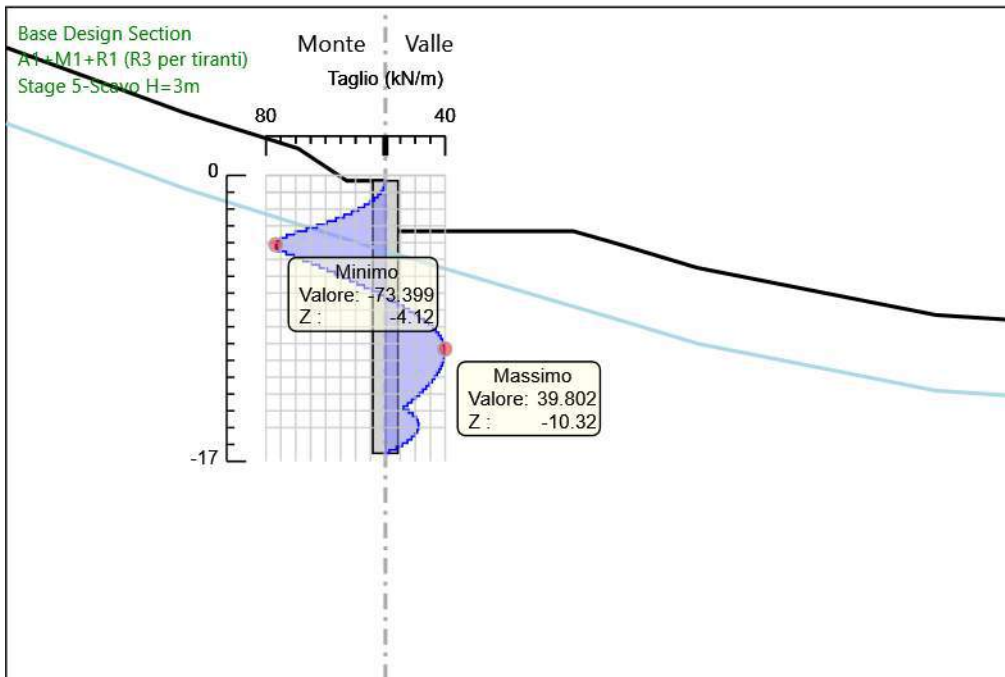 Base Design Section
A1+M1+R1 (R3 per tiranti)
Stage 5-Scavo H=3m
Monte Valle
Taglio (kN/m)
80 40
0
Minimo
Valore: -73.399
Z : -4.12
Massimo
Valore: 39.802
Z : -10.32
-17